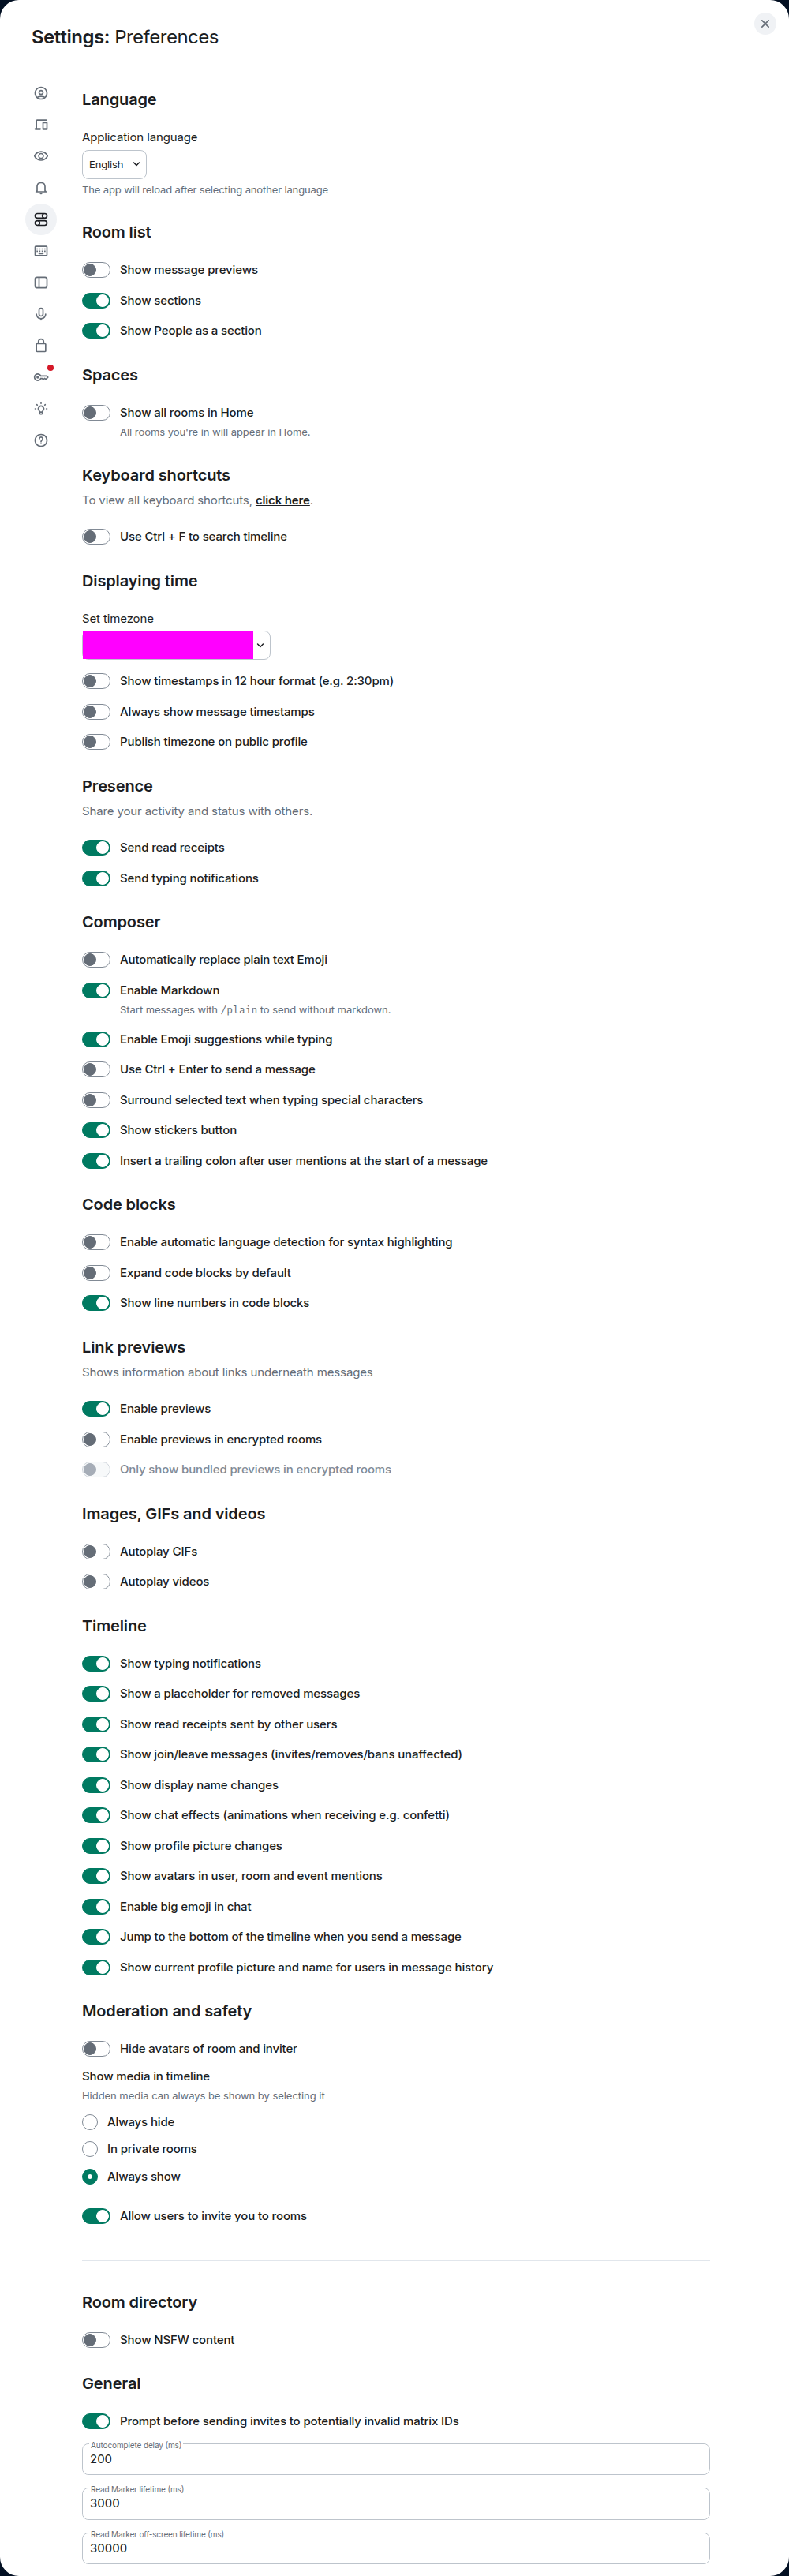 Settings: Preferences
Language
Application language
English
The app will reload after selecting another language
Room list
Show message previews
Show sections
Show People as a section
Spaces
Show all rooms in Home
All rooms you're in will appear in Home.
Keyboard shortcuts
To view all keyboard shortcuts, click here.
Use Ctrl + F to search timeline
Displaying time
Set timezone
Show timestamps in 12 hour format (e.g. 2:30pm)
Always show message timestamps
Publish timezone on public profile
Presence
Share your activity and status with others.
Send read receipts
Send typing notifications
Composer
Automatically replace plain text Emoji
Enable Markdown
Start messages with /plain to send without markdown.
Enable Emoji suggestions while typing
Use Ctrl + Enter to send a message
Surround selected text when typing special characters
Show stickers button
Insert a trailing colon after user mentions at the start of a message
Code blocks
Enable automatic language detection for syntax highlighting
Expand code blocks by default
Show line numbers in code blocks
Link previews
Shows information about links underneath messages
Enable previews
Enable previews in encrypted rooms
Only show bundled previews in encrypted rooms
Images, GIFs and videos
Autoplay GIFs
Autoplay videos
Timeline
Show typing notifications
Show a placeholder for removed messages
Show read receipts sent by other users
Show join/leave messages (invites/removes/bans unaffected)
Show display name changes
Show chat effects (animations when receiving e.g. confetti)
Show profile picture changes
Show avatars in user, room and event mentions
Enable big emoji in chat
Jump to the bottom of the timeline when you send a message
Show current profile picture and name for users in message history
Moderation and safety
Hide avatars of room and inviter
Show media in timeline
Hidden media can always be shown by selecting it
Always hide
In private rooms
Always show
Allow users to invite you to rooms
Room directory
Show NSFW content
General
Prompt before sending invites to potentially invalid matrix IDs
Autocomplete delay (ms)
200
Read Marker lifetime (ms)
3000
Read Marker off-screen lifetime (ms)
30000